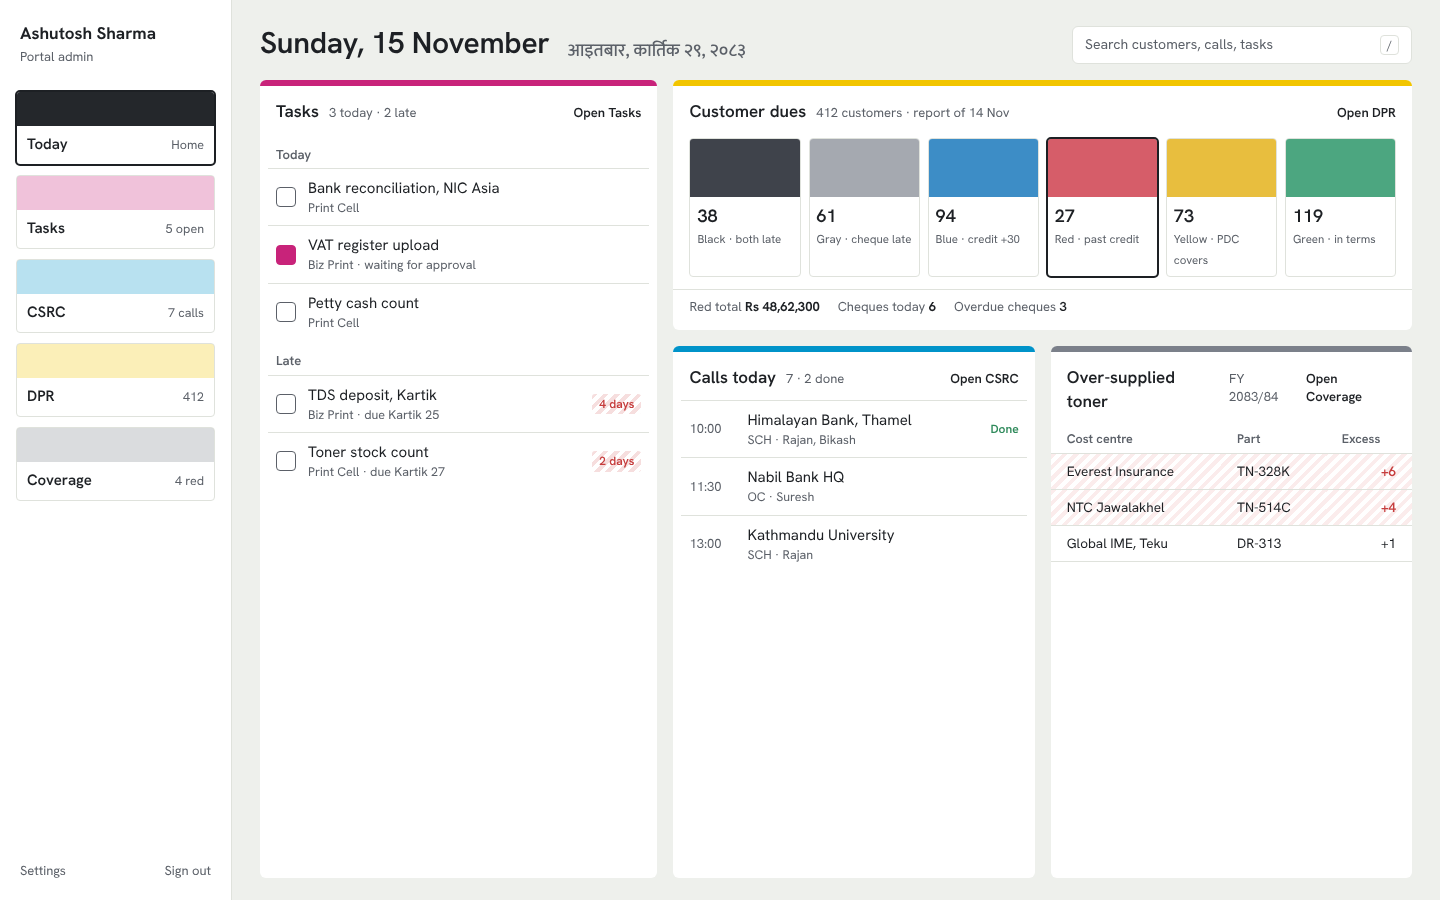 Ashutosh Sharma
Portal admin
Today Home
Tasks 5 open
CSRC 7 calls
DPR 412
Coverage 4 red
Settings Sign out
Sunday, 15 November आइतबार, कार्तिक २९, २०८३
Search customers, calls, tasks /
Tasks 3 today · 2 late Open Tasks
Today
Bank reconciliation, NIC Asia
Print Cell
VAT register upload
Biz Print · waiting for approval
Petty cash count
Print Cell
Late
TDS deposit, Kartik
Biz Print · due Kartik 25
4 days
Toner stock count
Print Cell · due Kartik 27
2 days
Customer dues 412 customers · report of 14 Nov Open DPR
38
Black · both late
61
Gray · cheque late
94
Blue · credit +30
27
Red · past credit
73
Yellow · PDC
covers
119
Green · in terms
Red total Rs 48,62,300 Cheques today 6 Overdue cheques 3
Calls today 7 · 2 done Open CSRC
10:00
Himalayan Bank, Thamel
SCH · Rajan, Bikash
Done
11:30
Nabil Bank HQ
OC · Suresh
13:00
Kathmandu University
SCH · Rajan
Over-supplied
toner
FY
2083/84
Open
Coverage
Cost centre Part Excess
Everest Insurance TN-328K +6
NTC Jawalakhel TN-514C +4
Global IME, Teku DR-313 +1